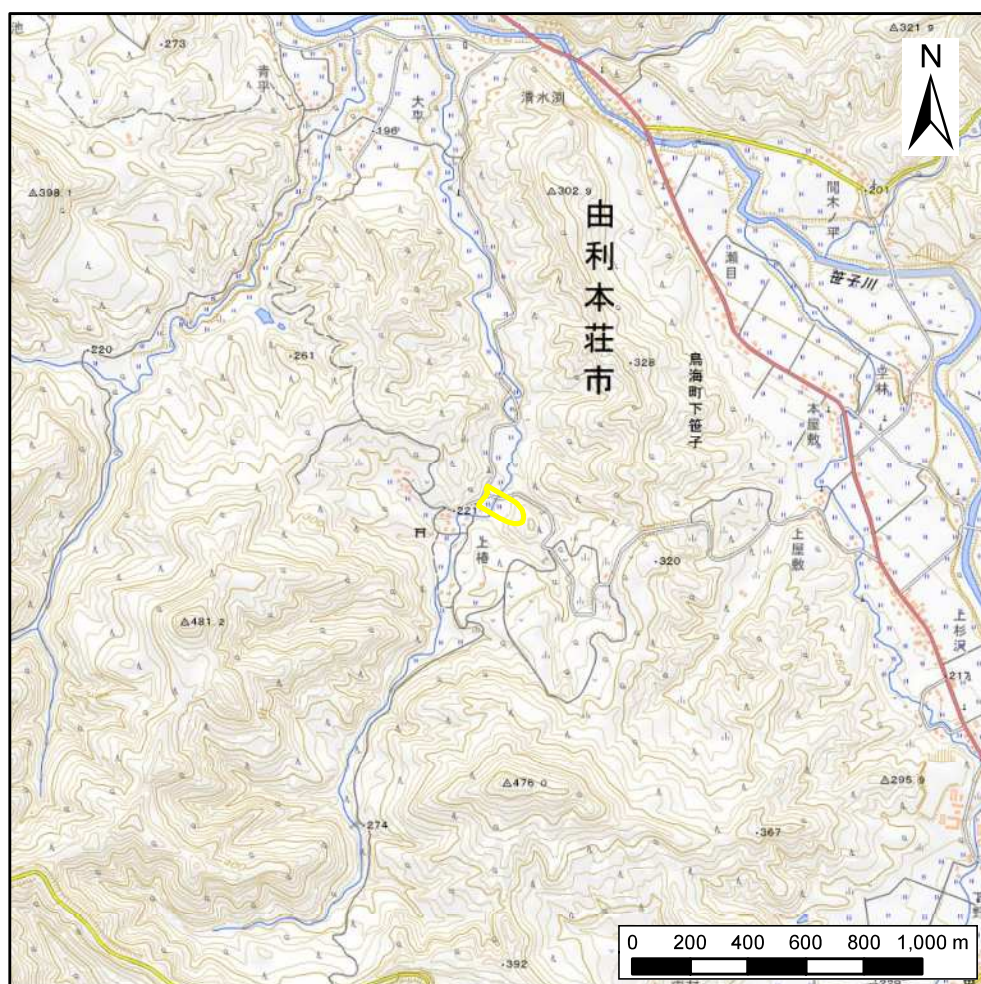 池
・273
△321.9
N
青平
清水渕
大平
・196
△398.1
△302.9
・201
間木ノ平
由利本荘市
瀬目
笹子川
・220
・261
・328
鳥海町下笹子
平林
本屋敷
・221
上椿
上屋敷
・320
△481.2
上杉沢
・217
△476.0
△295.9
・274
・367
・392
0 200 400 600 800 1,000 m